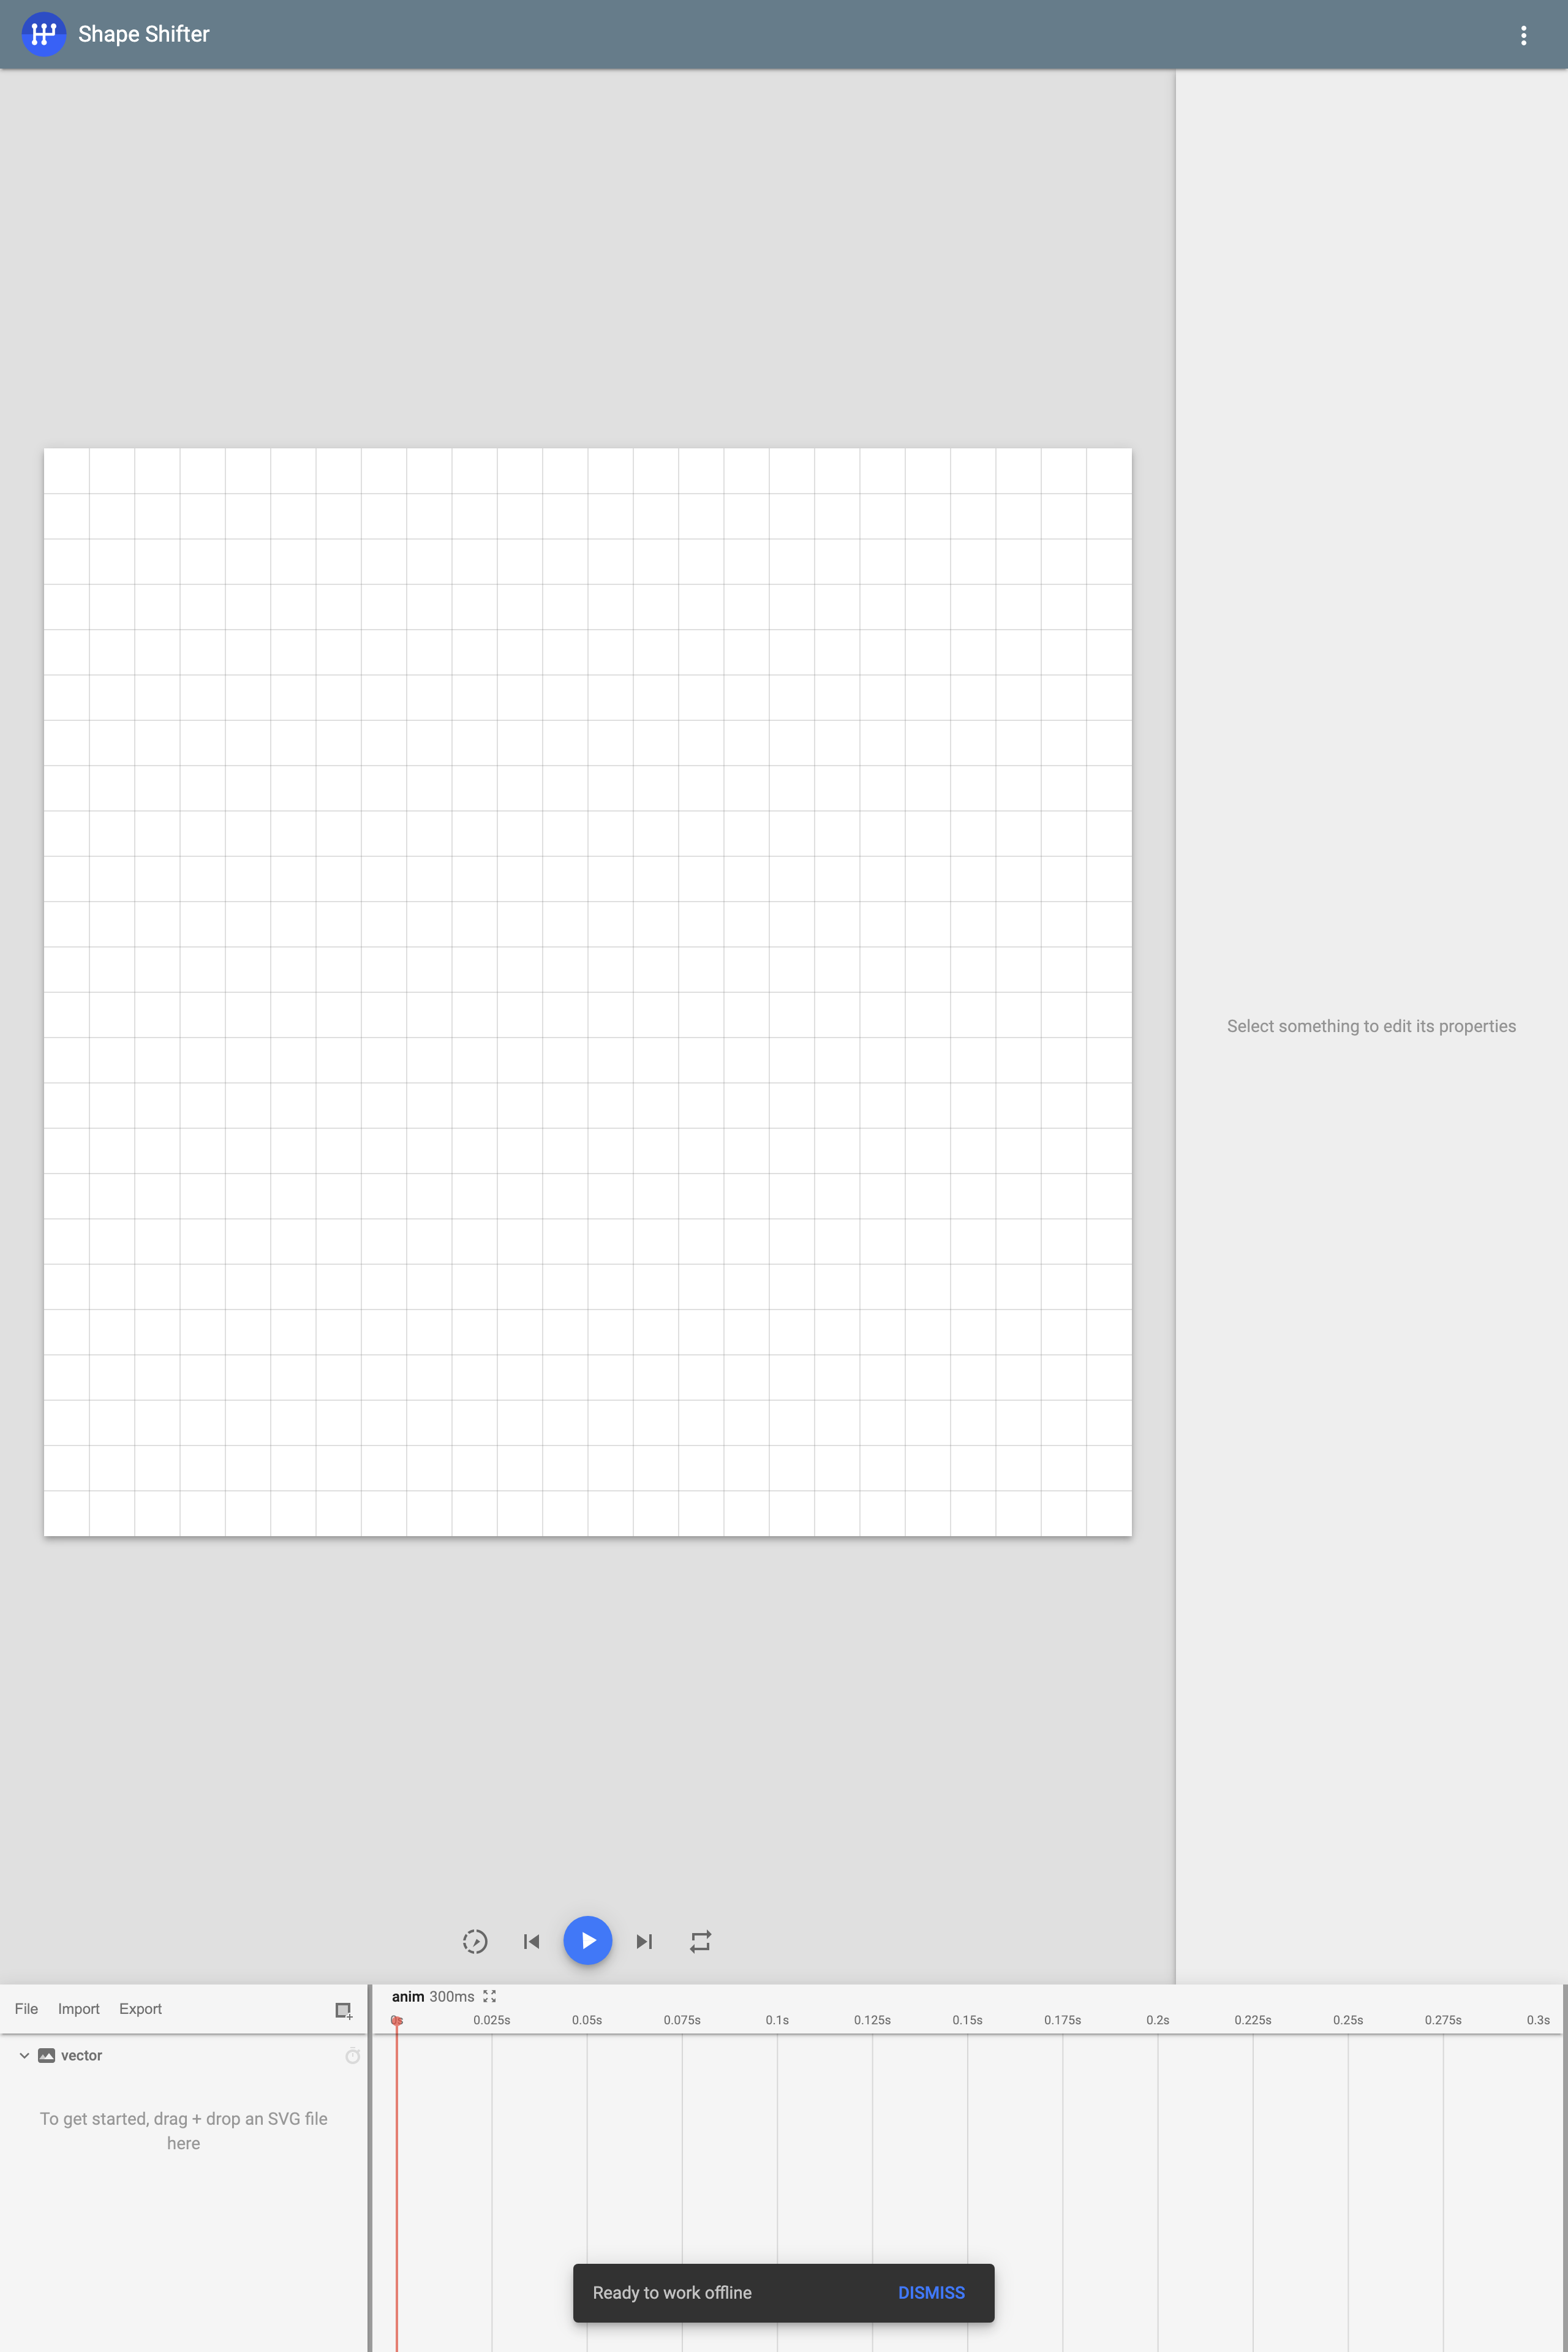 Shape Shifter
Select something to edit its properties
File Import Export
anim 300ms
0s 0.025s 0.05s 0.075s 0.1s 0.125s 0.15s 0.175s 0.2s 0.225s 0.25s 0.275s 0.3s
vector
To get started, drag + drop an SVG file
here
Ready to work offline DISMISS